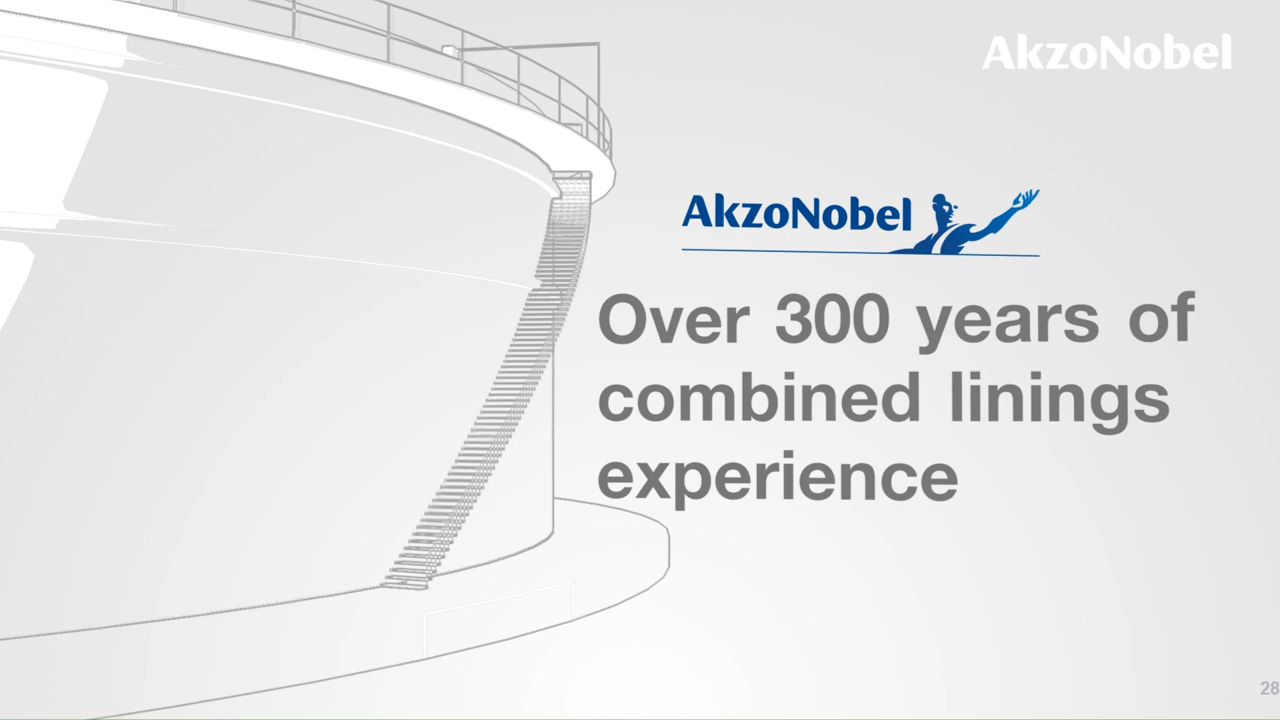 AkzoNobel
AkzoNobel
Over 300 years of
combined linings
experience
28